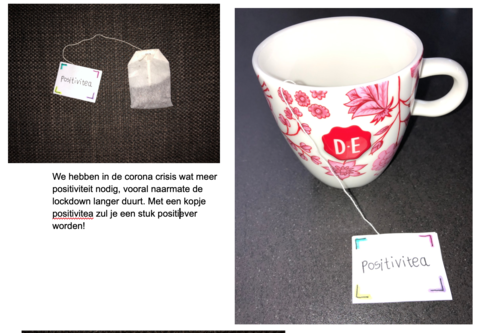 Positivitea
D·E
We hebben in de corona crisis wat meer
positiviteit nodig, vooral naarmate de
lockdown langer duurt. Met een kopje
positivitea zul je een stuk positiever
worden!
positivitea